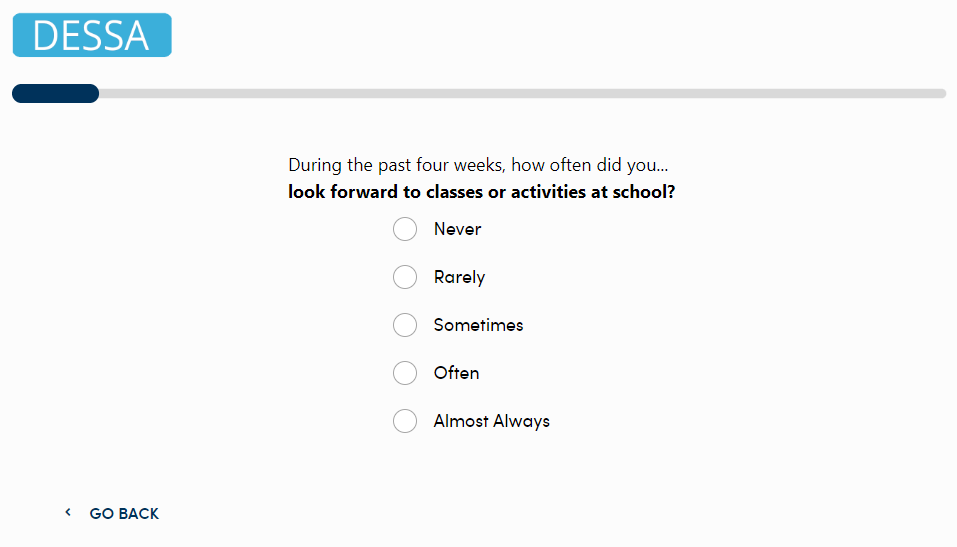 DESSA
During the past four weeks, how often did you...
look forward to classes or activities at school?
Never
Rarely
Sometimes
Often
Almost Always
< GO BACK